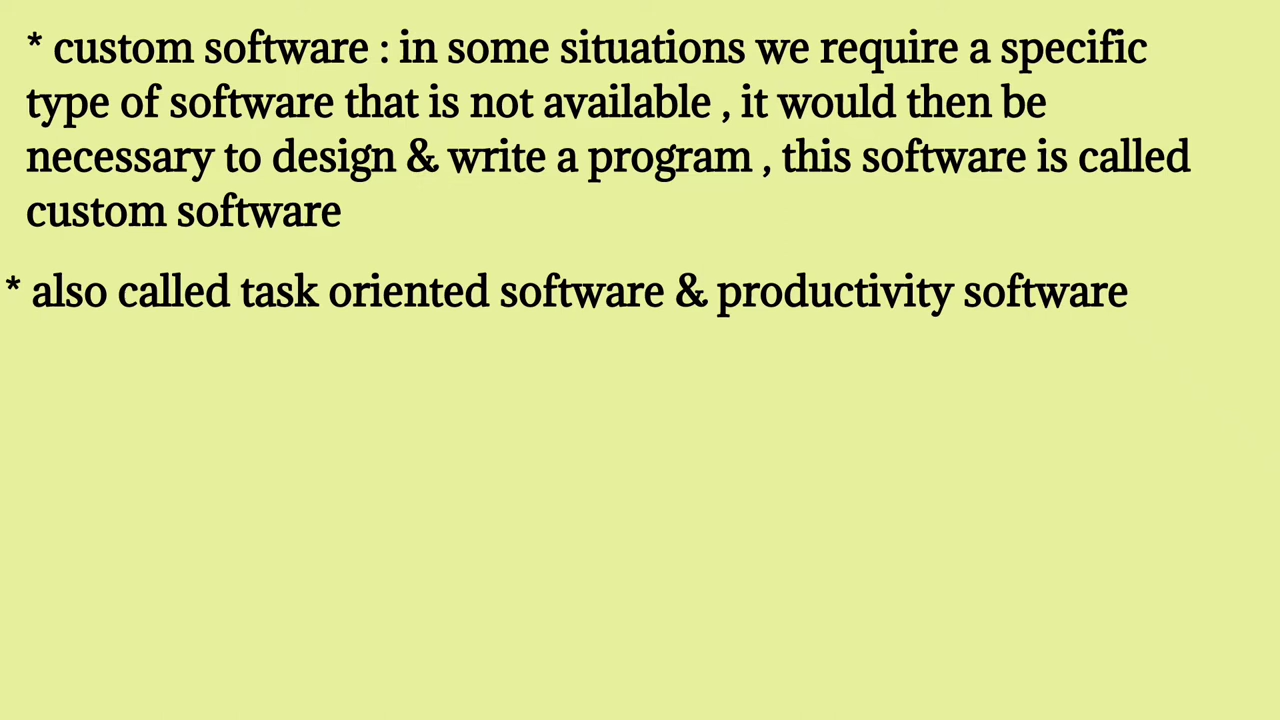 * custom software : in some situations we require a specific
type of software that is not available , it would then be
necessary to design & write a program , this software is called
custom software
* also called task oriented software & productivity software